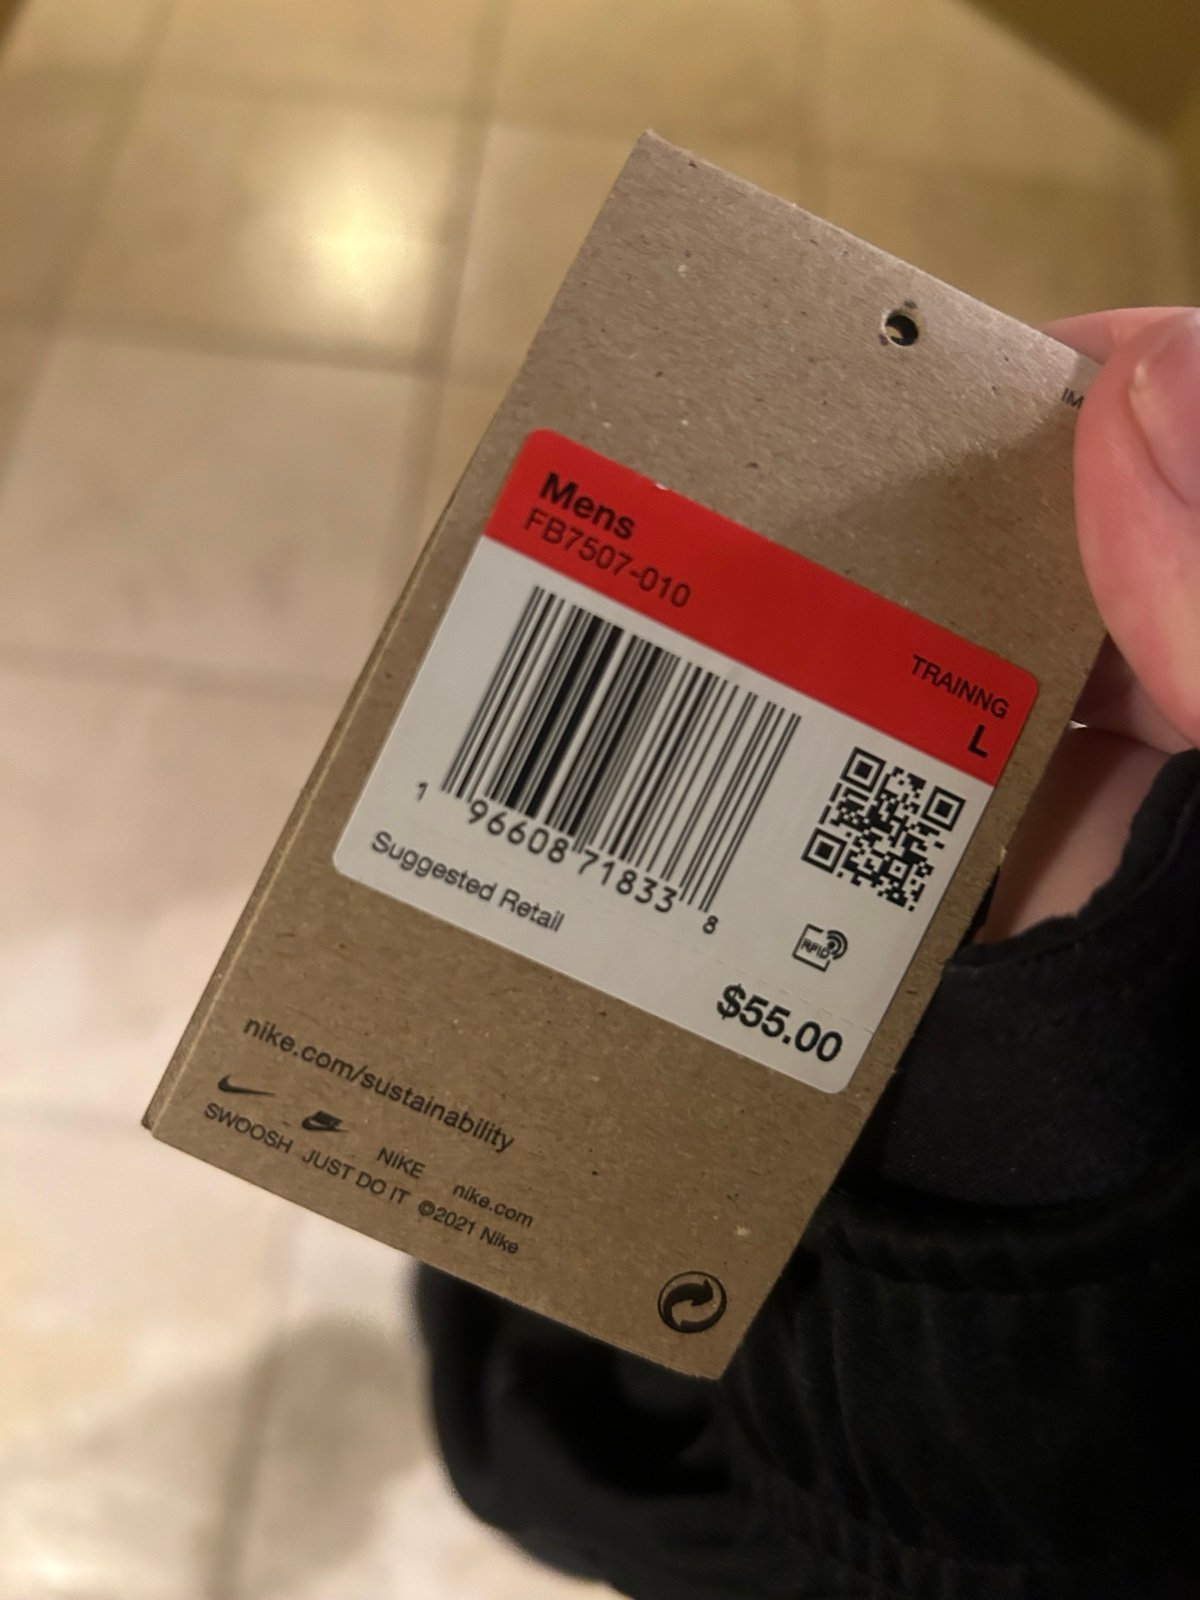 IM
Mens
FB7507-010
TRAINNG
L
1 96608 71833 8
RFID
Suggested Retail
$55.00
nike.com/sustainability
SWOOSH JUST DO IT NIKE nike.com
©2021 Nike